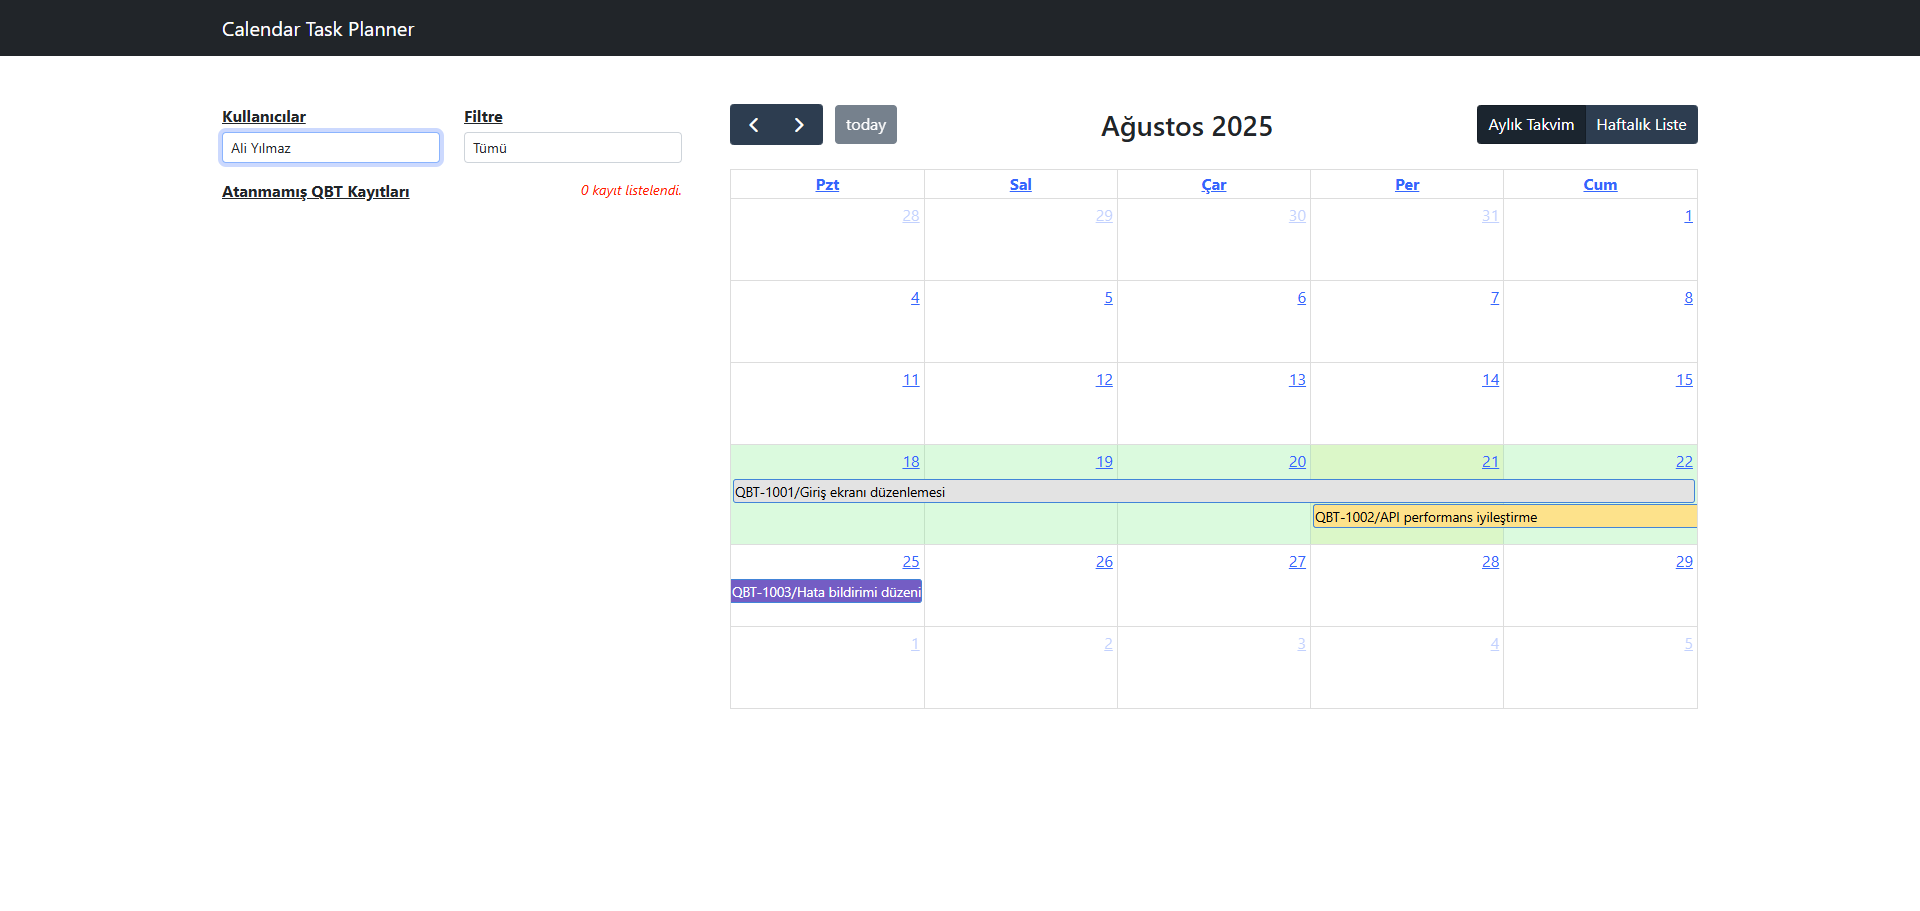 Calendar Task Planner
Kullanıcılar
Filtre
Ali Yılmaz
Tümü
Atanmamış QBT Kayıtları
0 kayıt listelendi.
today
Ağustos 2025
Aylık Takvim
Haftalık Liste
Pzt Sal Çar Per Cum
28 29 30 31 1
4 5 6 7 8
11 12 13 14 15
18 19 20 21 22
QBT-1001/Giriş ekranı düzenlemesi
QBT-1002/API performans iyileştirme
25 26 27 28 29
QBT-1003/Hata bildirimi düzeni
1 2 3 4 5